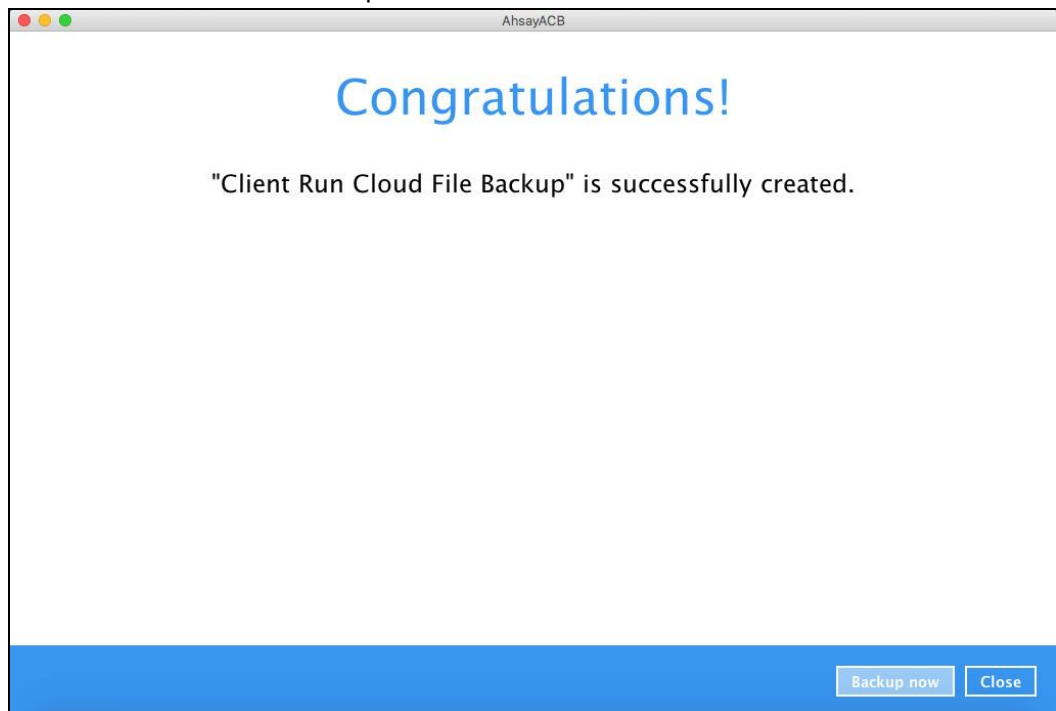 AhsayACB
Congratulations!
"Client Run Cloud File Backup" is successfully created.
Backup now
Close